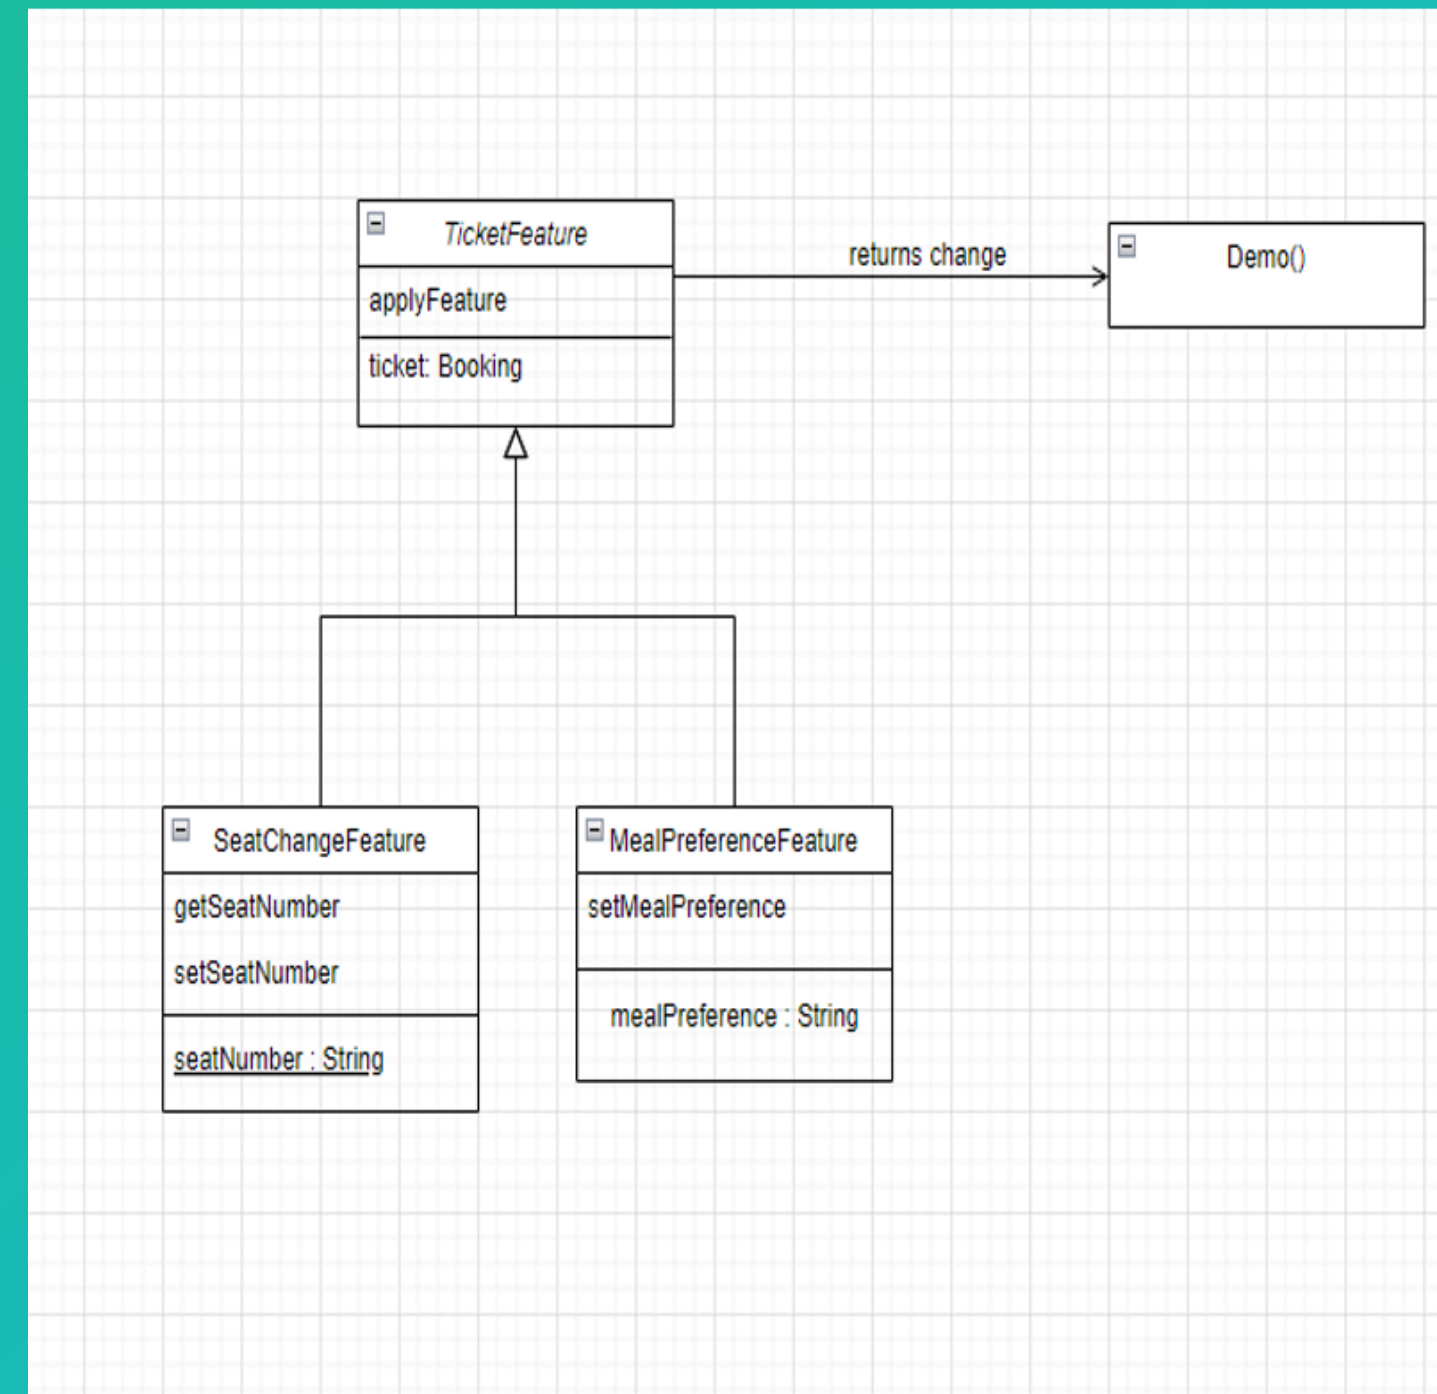 TicketFeature
applyFeature
ticket: Booking
returns change
Demo()
SeatChangeFeature
getSeatNumber
setSeatNumber
seatNumber : String
MealPreferenceFeature
setMealPreference
mealPreference : String